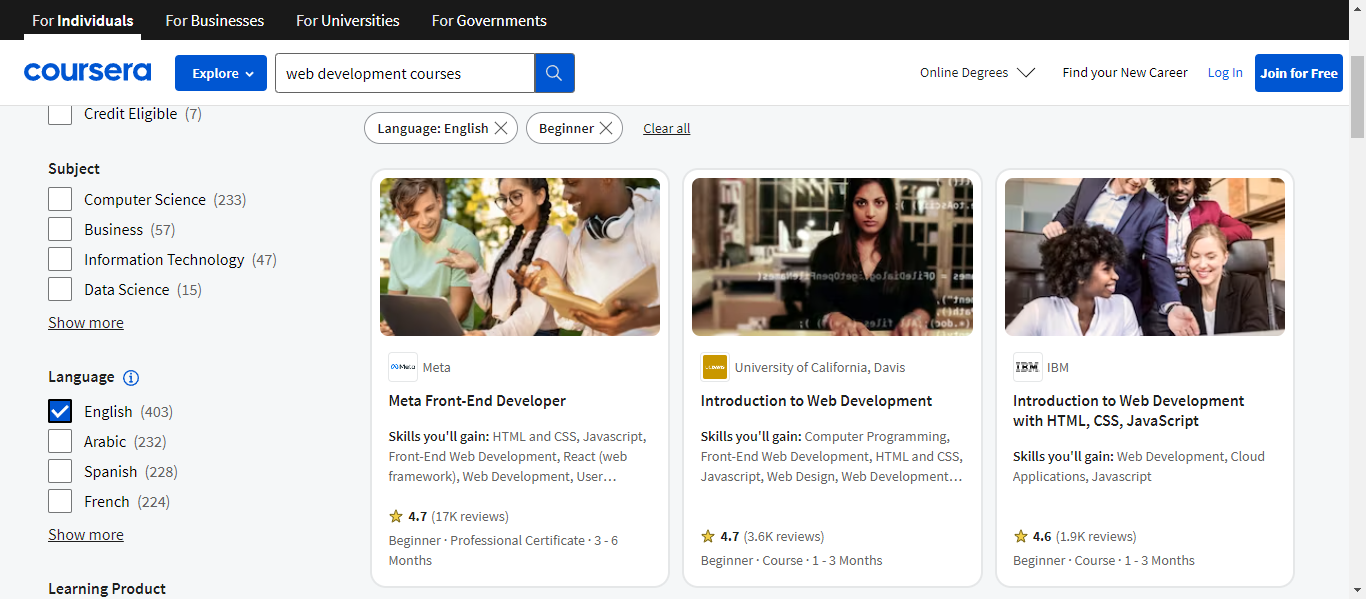 For Individuals
For Businesses
For Universities
For Governments
coursera
Explore
web development courses
Online Degrees
Find your New Career
Log In
Join for Free
Credit Eligible (7)
Subject
Computer Science (233)
Business (57)
Information Technology (47)
Data Science (15)
Show more
Language
English (403)
Arabic (232)
Spanish (228)
French (224)
Show more
Learning Product
Language: English
Beginner
Clear all
Meta
Meta
Meta Front-End Developer
Skills you'll gain: HTML and CSS, Javascript,
Front-End Web Development, React (web
framework), Web Development, User…
4.7 (17K reviews)
Beginner · Professional Certificate · 3 - 6
Months
University of California, Davis
Introduction to Web Development
Skills you'll gain: Computer Programming,
Front-End Web Development, HTML and CSS,
Javascript, Web Design, Web Development…
4.7 (3.6K reviews)
Beginner · Course · 1 - 3 Months
IBM
IBM
Introduction to Web Development
with HTML, CSS, JavaScript
Skills you'll gain: Web Development, Cloud
Applications, Javascript
4.6 (1.9K reviews)
Beginner · Course · 1 - 3 Months